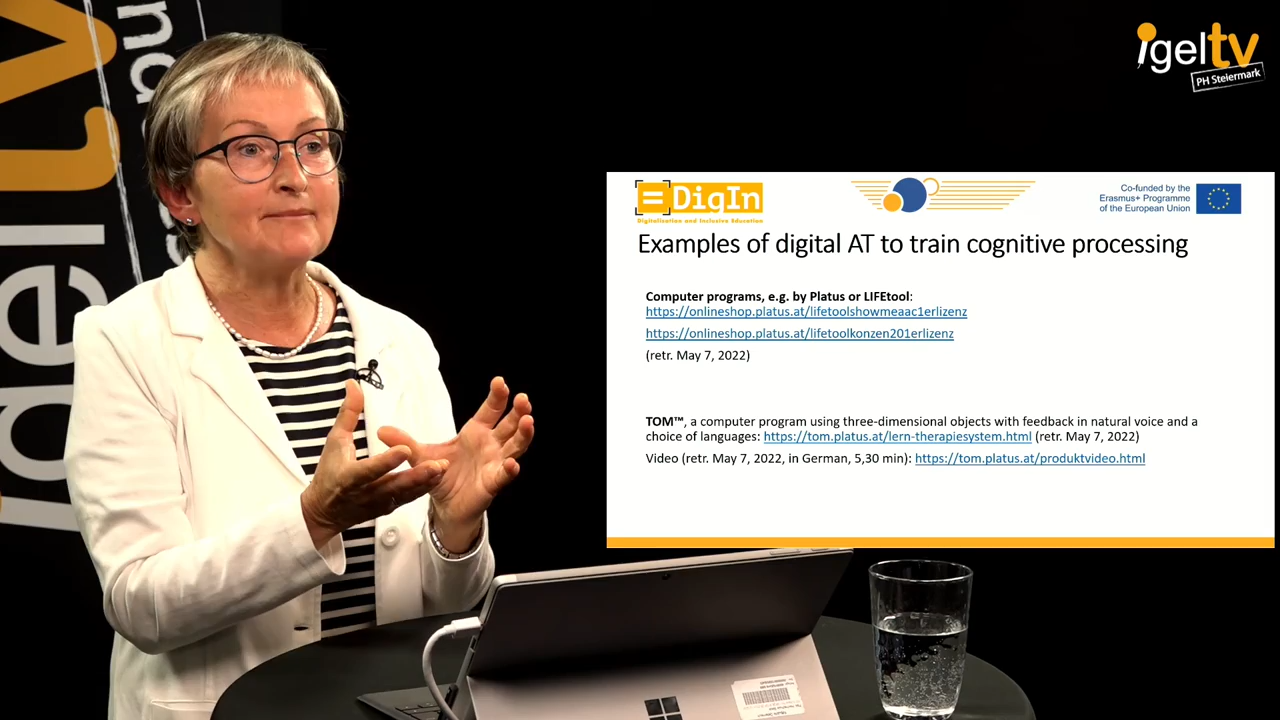 igeltv
PH Steiermark
igeltv
=DigIn
Digitalisation and Inclusive Education
Co-funded by the
Erasmus+ Programme
of the European Union
Examples of digital AT to train cognitive processing
Computer programs, e.g. by Platus or LIFEtool:
https://onlineshop.platus.at/lifetoolshowmeaac1erlizenz
https://onlineshop.platus.at/lifetoolkonzen201erlizenz
(retr. May 7, 2022)
TOM™, a computer program using three-dimensional objects with feedback in natural voice and a
choice of languages: https://tom.platus.at/lern-therapiesystem.html (retr. May 7, 2022)
Video (retr. May 7, 2022, in German, 5,30 min): https://tom.platus.at/produktvideo.html